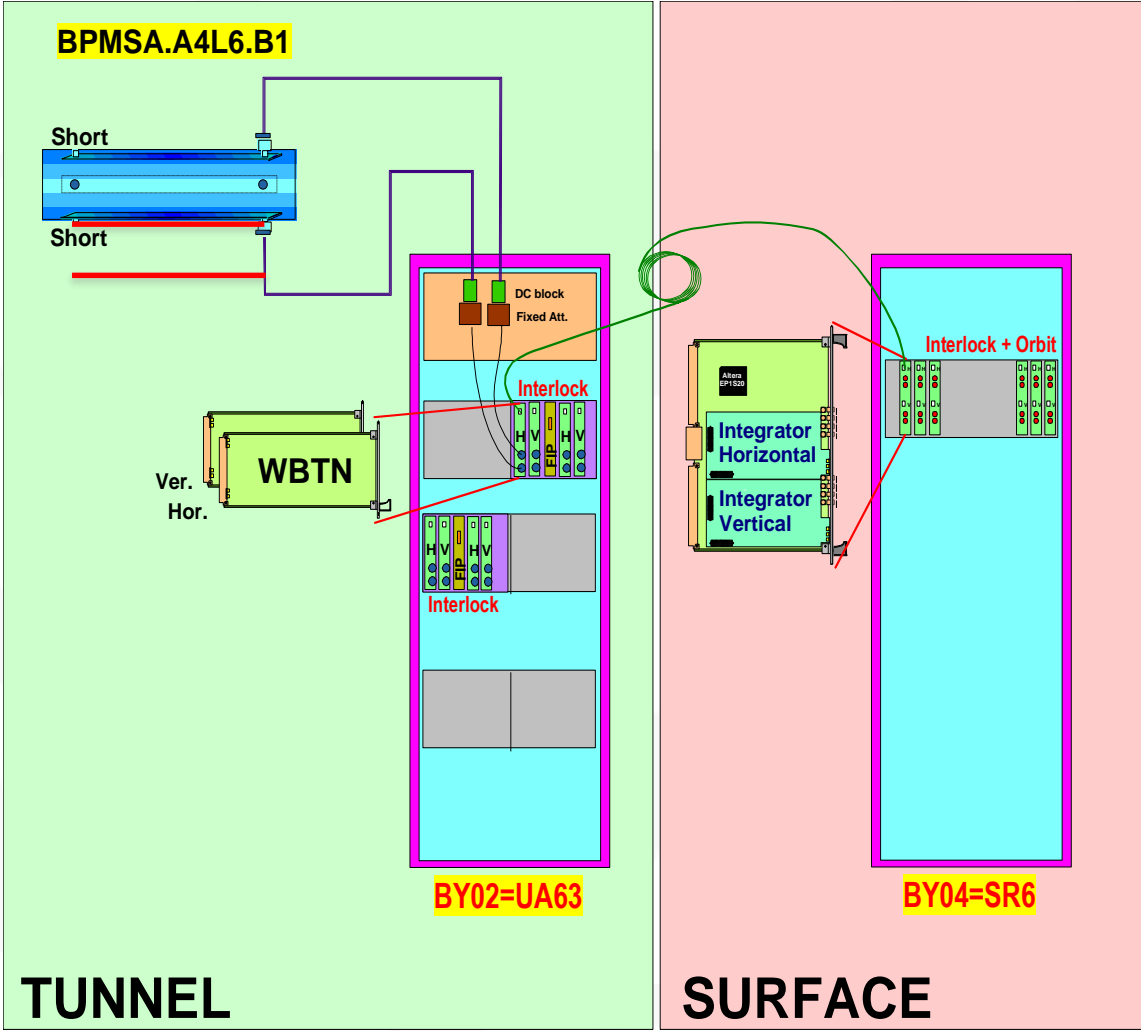 BPMSA.A4L6.B1
Short
Short
DC block
Fixed Att.
Interlock
H V FIP H V
WBTN
Ver.
Hor.
H V FIP H V
Interlock
BY02=UA63
TUNNEL
Interlock + Orbit
H H H H H H
V V V V V V
Altera
EP1S20
Integrator
Horizontal
Integrator
Vertical
BY04=SR6
SURFACE